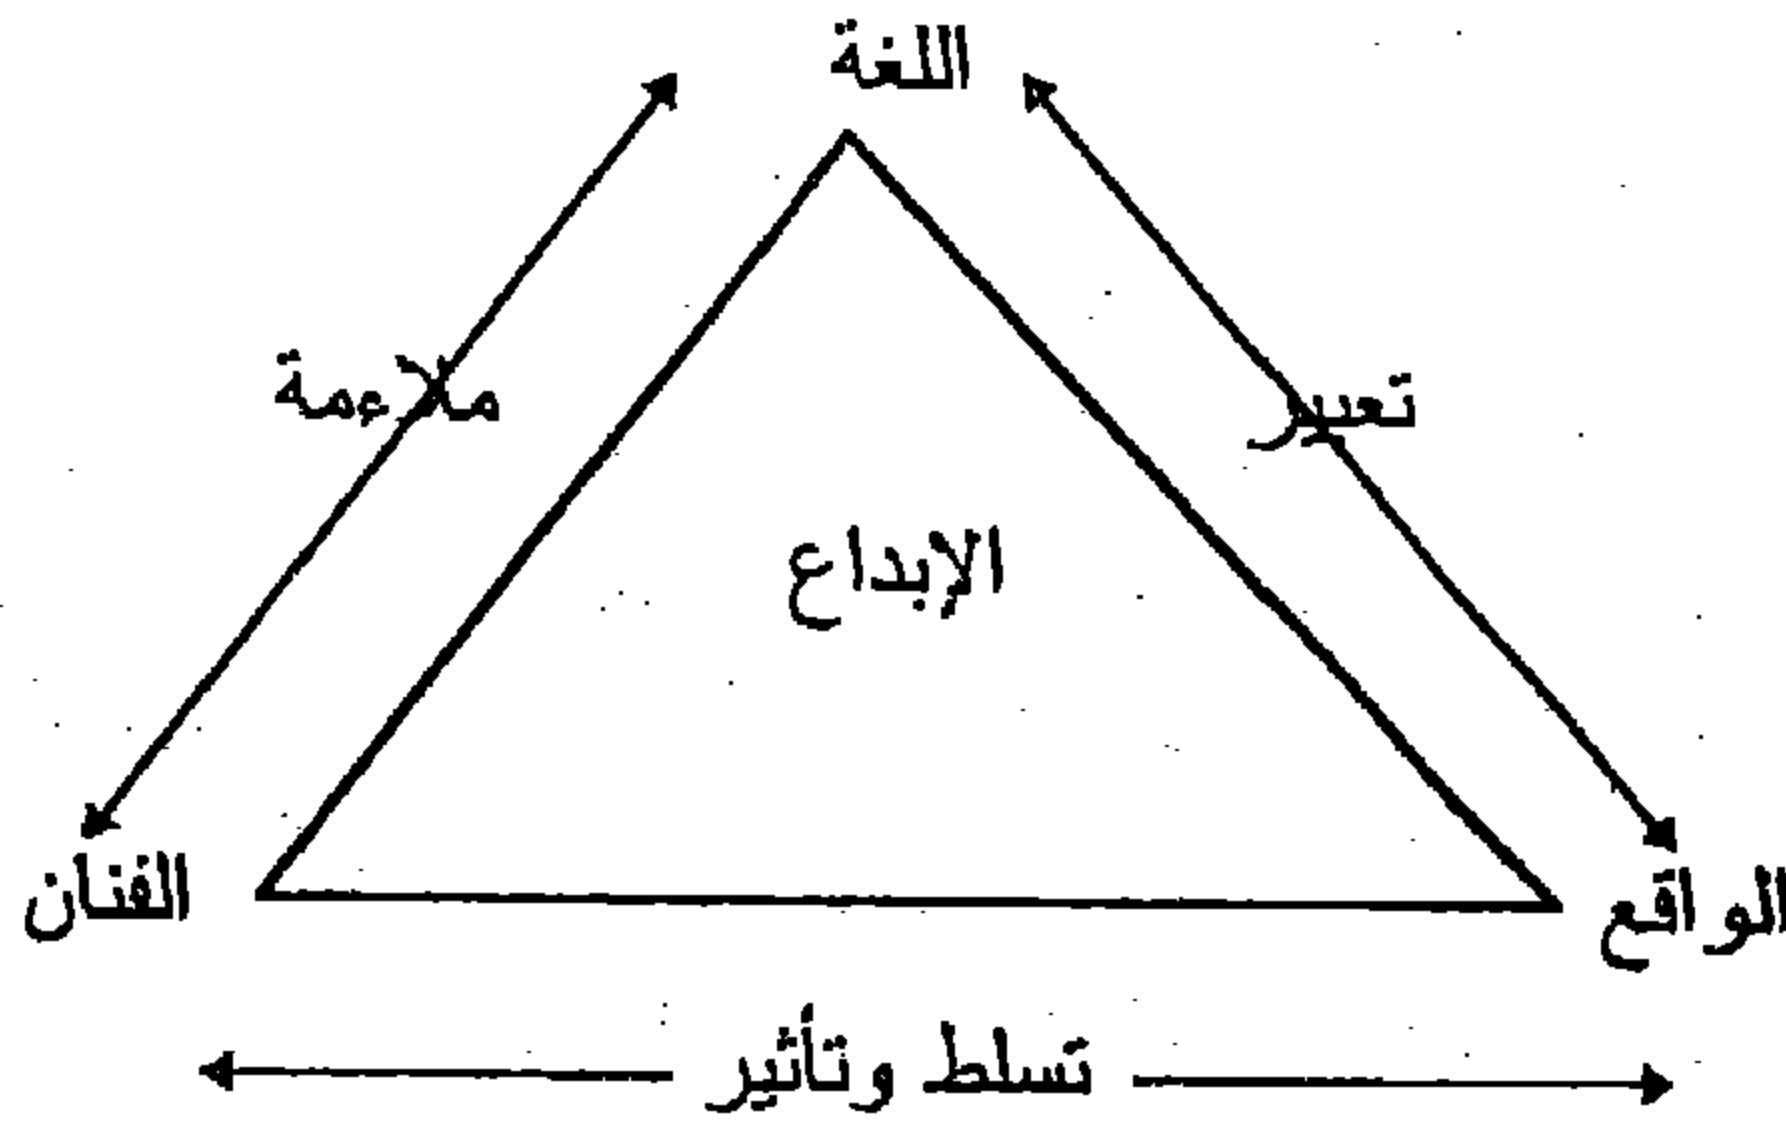 اللغة
تعبير
ملاءمة
الإبداع
الواقع
الفنان
تسلط وتأثير